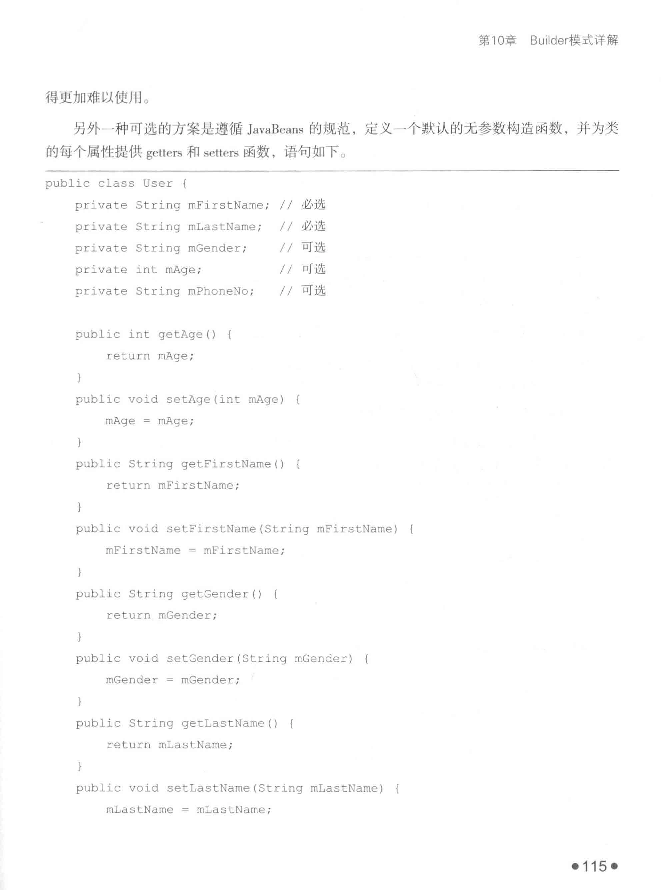 第10章 Builder模式详解
得更加难以使用。
另外一种可选的方案是遵循 JavaBeans 的规范，定义一个默认的无参数构造函数，并为类
的每个属性提供 getters 和 setters 函数，语句如下。
public class User {
    private String mFirstName; // 必选
    private String mLastName;  // 必选
    private String mGender;    // 可选
    private int mAge;          // 可选
    private String mPhoneNo;   // 可选
    public int getAge() {
        return mAge;
    }
    public void setAge(int mAge) {
        mAge = mAge;
    }
    public String getFirstName() {
        return mFirstName;
    }
    public void setFirstName(String mFirstName) {
        mFirstName = mFirstName;
    }
    public String getGender() {
        return mGender;
    }
    public void setGender(String mGender) {
        mGender = mGender;
    }
    public String getLastName() {
        return mLastName;
    }
    public void setLastName(String mLastName) {
        mLastName = mLastName;
●115●